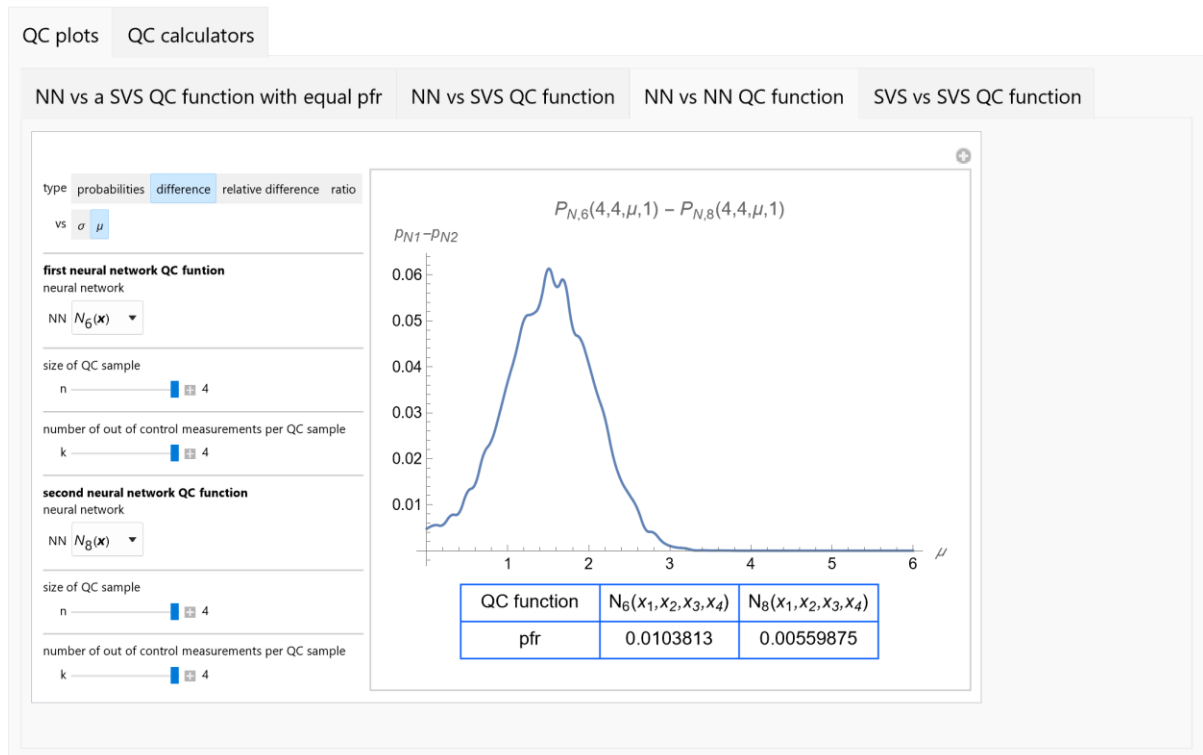 QC plots QC calculators
NN vs a SVS QC function with equal pfr NN vs SVS QC function NN vs NN QC function SVS vs SVS QC function
type probabilities difference relative difference ratio
vs σ μ
first neural network QC funtion
neural network
NN N6(x)
size of QC sample
n 4
number of out of control measurements per QC sample
k 4
second neural network QC function
neural network
NN N8(x)
size of QC sample
n 4
number of out of control measurements per QC sample
k 4
PN,6(4,4,μ,1) – PN,8(4,4,μ,1)
pN1–pN2
0.06
0.05
0.04
0.03
0.02
0.01
1 2 3 4 5 6 μ
QC function N6(x1,x2,x3,x4) N8(x1,x2,x3,x4)
pfr 0.0103813 0.00559875